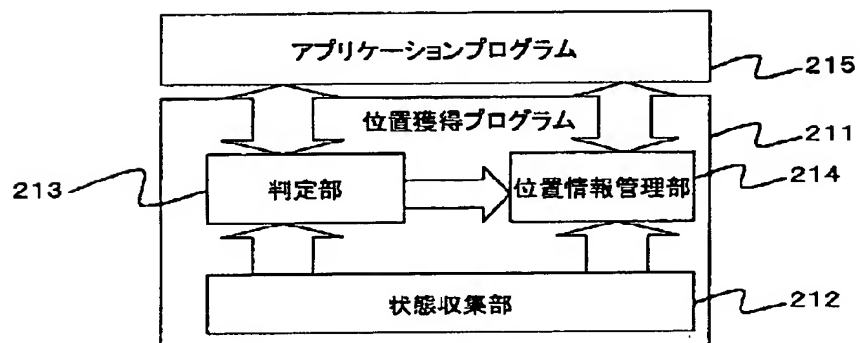 アプリケーションプログラム
215
位置獲得プログラム
211
213
判定部
位置情報管理部
214
状態収集部
212